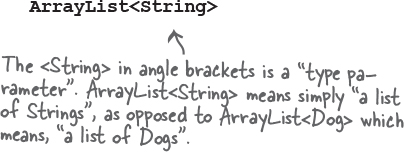 ArrayList<String>
The <String> in angle brackets is a “type pa-
rameter”. ArrayList<String> means simply “a list
of Strings”, as opposed to ArrayList<Dog> which
means, “a list of Dogs”.